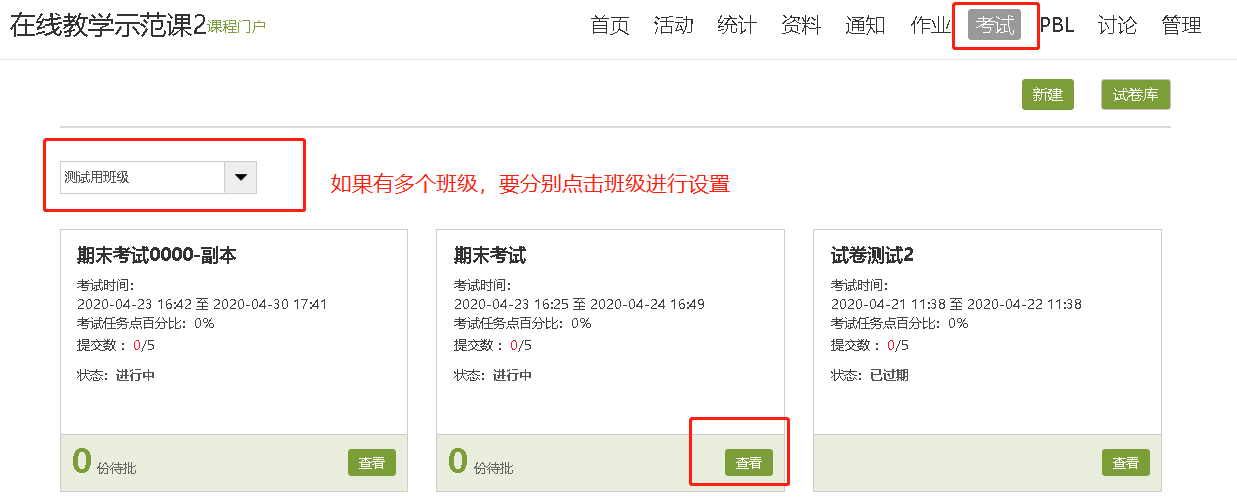 在线教学示范课2 课程门户 首页 活动 统计 资料 通知 作业 考试 PBL 讨论 管理
新建 试卷库
测试用班级
如果有多个班级，要分别点击班级进行设置
期末考试0000-副本
考试时间：
2020-04-23 16:42 至 2020-04-30 17:41
考试任务点百分比：0%
提交数：0/5
状态：进行中
0 份待批 查看
期末考试
考试时间：
2020-04-23 16:25 至 2020-04-24 16:49
考试任务点百分比：0%
提交数：0/5
状态：进行中
0 份待批 查看
试卷测试2
考试时间：
2020-04-21 11:38 至 2020-04-22 11:38
考试任务点百分比：0%
提交数：0/5
状态：已过期
查看